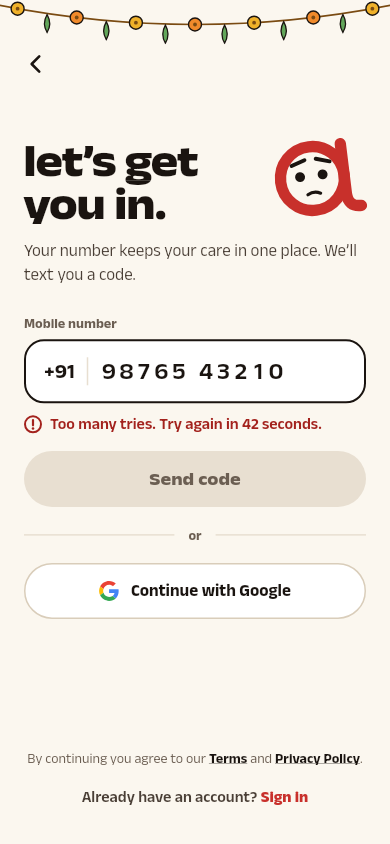 let's get
you in.
Your number keeps your care in one place. We'll
text you a code.
Mobile number
+91 98765 43210
Too many tries. Try again in 42 seconds.
Send code
or
Continue with Google
By continuing you agree to our Terms and Privacy Policy.
Already have an account? Sign in